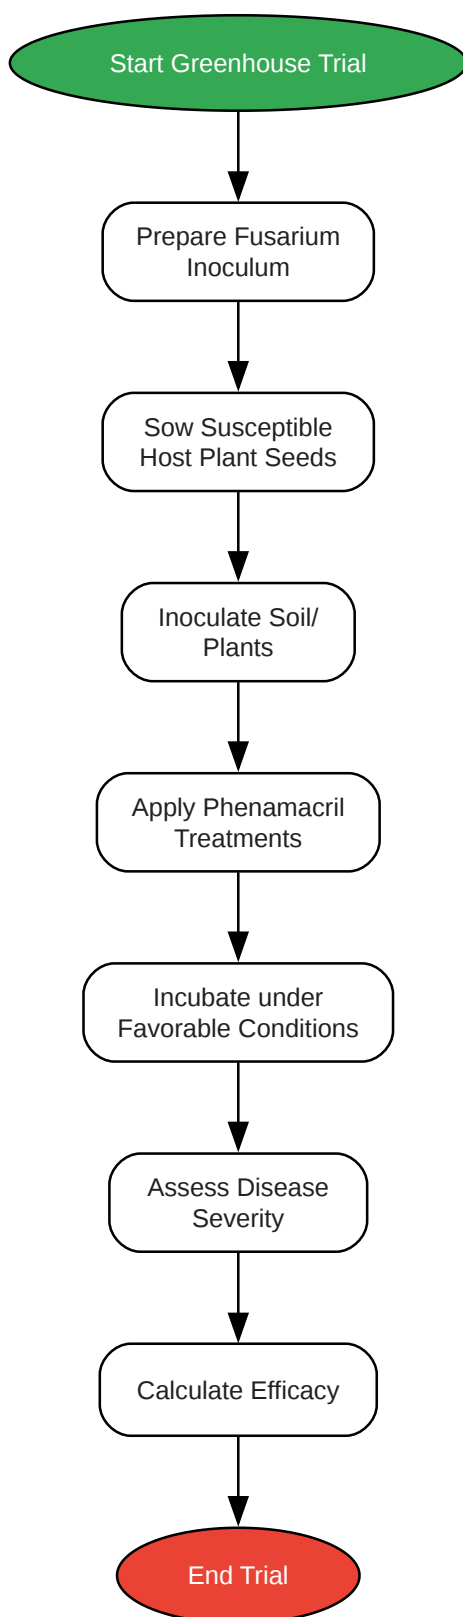 Start Greenhouse Trial
Prepare Fusarium
Inoculum
Sow Susceptible
Host Plant Seeds
Inoculate Soil/
Plants
Apply Phenamacril
Treatments
Incubate under
Favorable Conditions
Assess Disease
Severity
Calculate Efficacy
End Trial